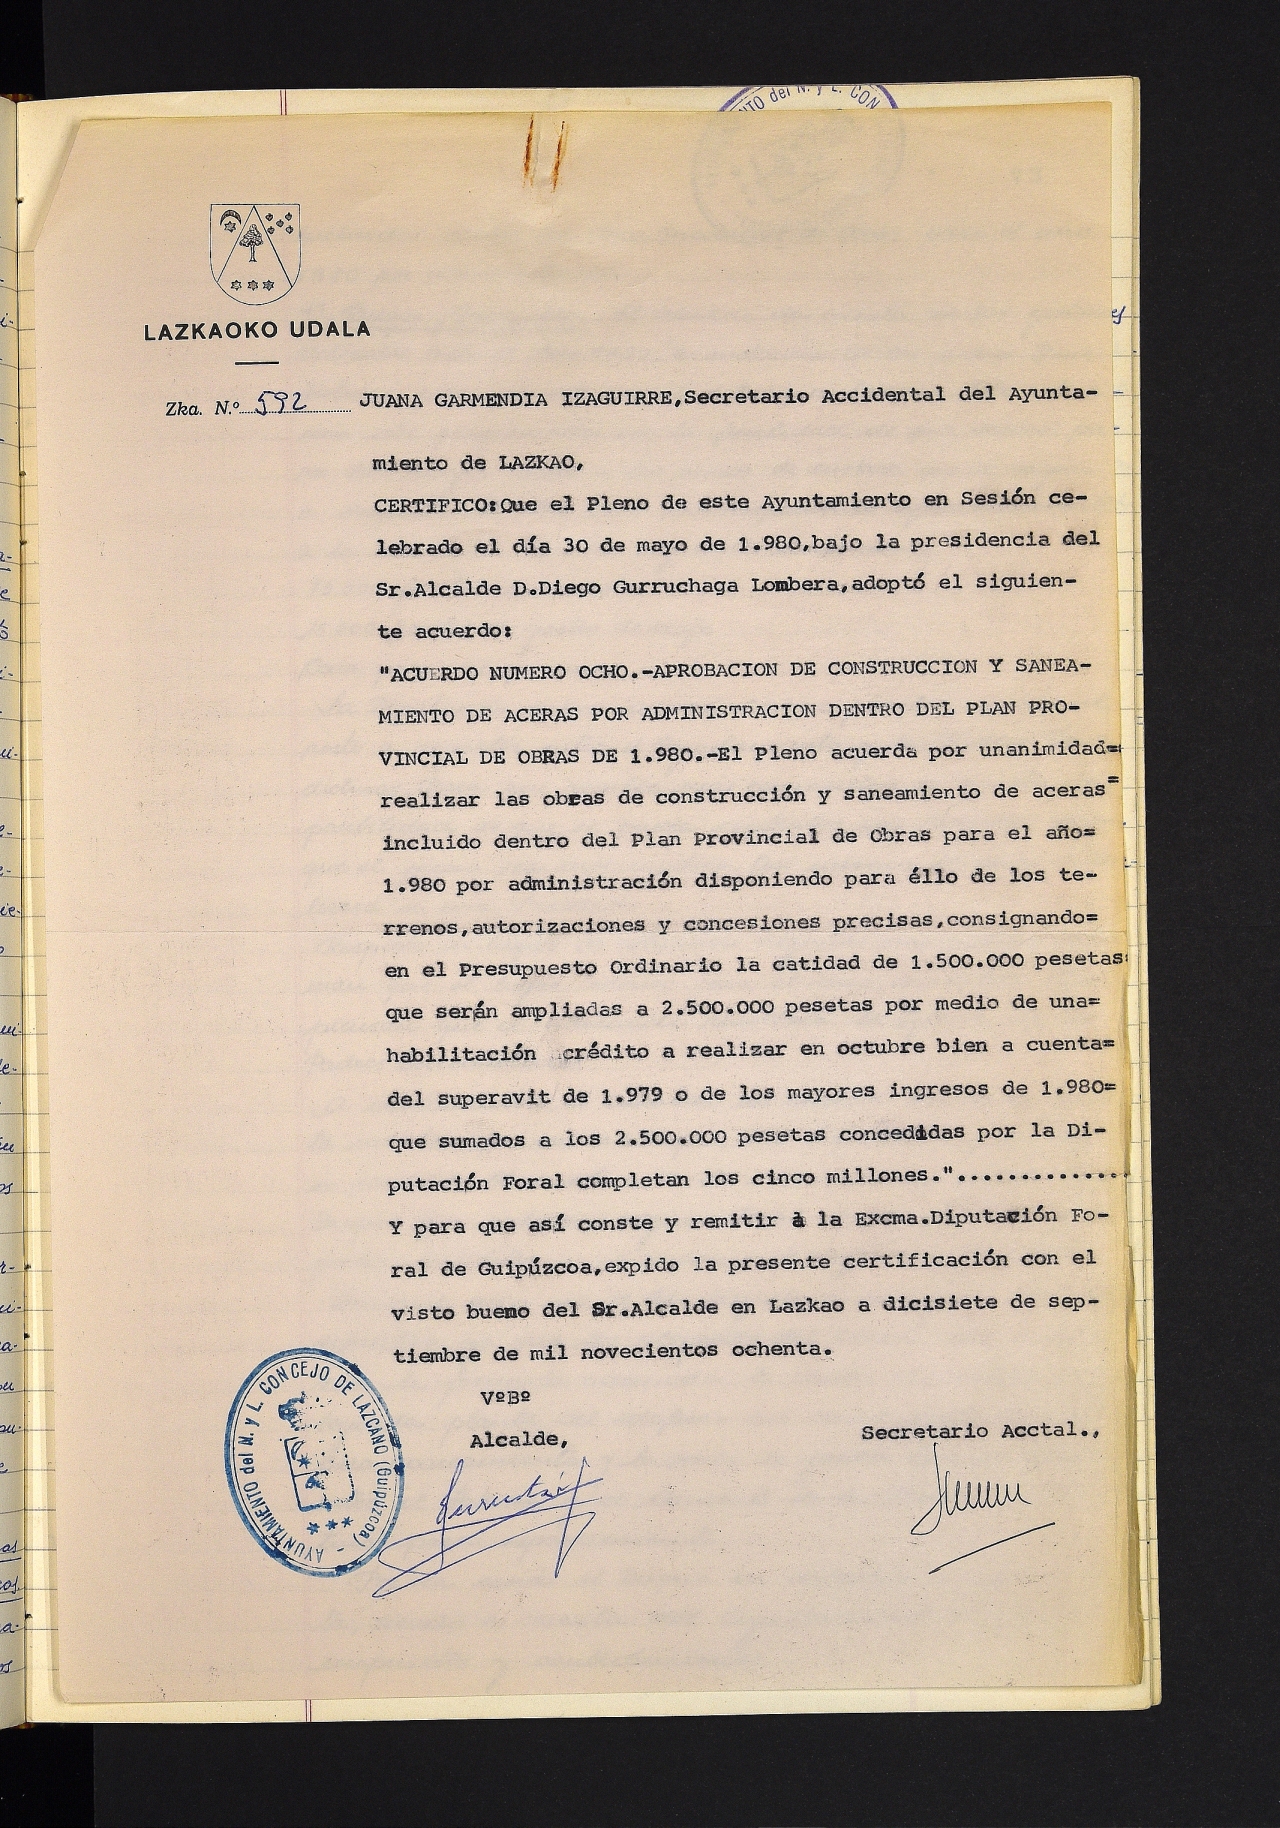 NTO del N. y L. CON
LAZKAOKO UDALA
Zka. N.º 592 JUANA GARMENDIA IZAGUIRRE,Secretario Accidental del Ayunta-
miento de LAZKAO,
CERTIFICO:Que el Pleno de este Ayuntamiento en Sesión ce-
lebrado el día 30 de mayo de 1.980,bajo la presidencia del
Sr.Alcalde D.Diego Gurruchaga Lombera,adoptó el siguien-
te acuerdo:
"ACUERDO NUMERO OCHO.-APROBACION DE CONSTRUCCION Y SANEA-
MIENTO DE ACERAS POR ADMINISTRACION DENTRO DEL PLAN PRO-
VINCIAL DE OBRAS DE 1.980.-El Pleno acuerda por unanimidad=
realizar las obras de construcción y saneamiento de aceras=
incluido dentro del Plan Provincial de Obras para el año=
1.980 por administración disponiendo para éllo de los te-
rrenos,autorizaciones y concesiones precisas,consignando=
en el Presupuesto Ordinario la catidad de 1.500.000 pesetas
que serán ampliadas a 2.500.000 pesetas por medio de una=
habilitación crédito a realizar en octubre bien a cuenta=
del superavit de 1.979 o de los mayores ingresos de 1.980=
que sumados a los 2.500.000 pesetas concedidas por la Di-
putación Foral completan los cinco millones.".............
Y para que así conste y remitir à la Excma.Diputación Fo-
ral de Guipúzcoa,expido la presente certificación con el
visto bueno del Sr.Alcalde en Lazkao a dicisiete de sep-
tiembre de mil novecientos ochenta.
VºBº
Alcalde,
Secretario Acctal.,
AYUNTAMIENTO del N. y L. CONCEJO DE LAZCANO (Guipúzcoa) -